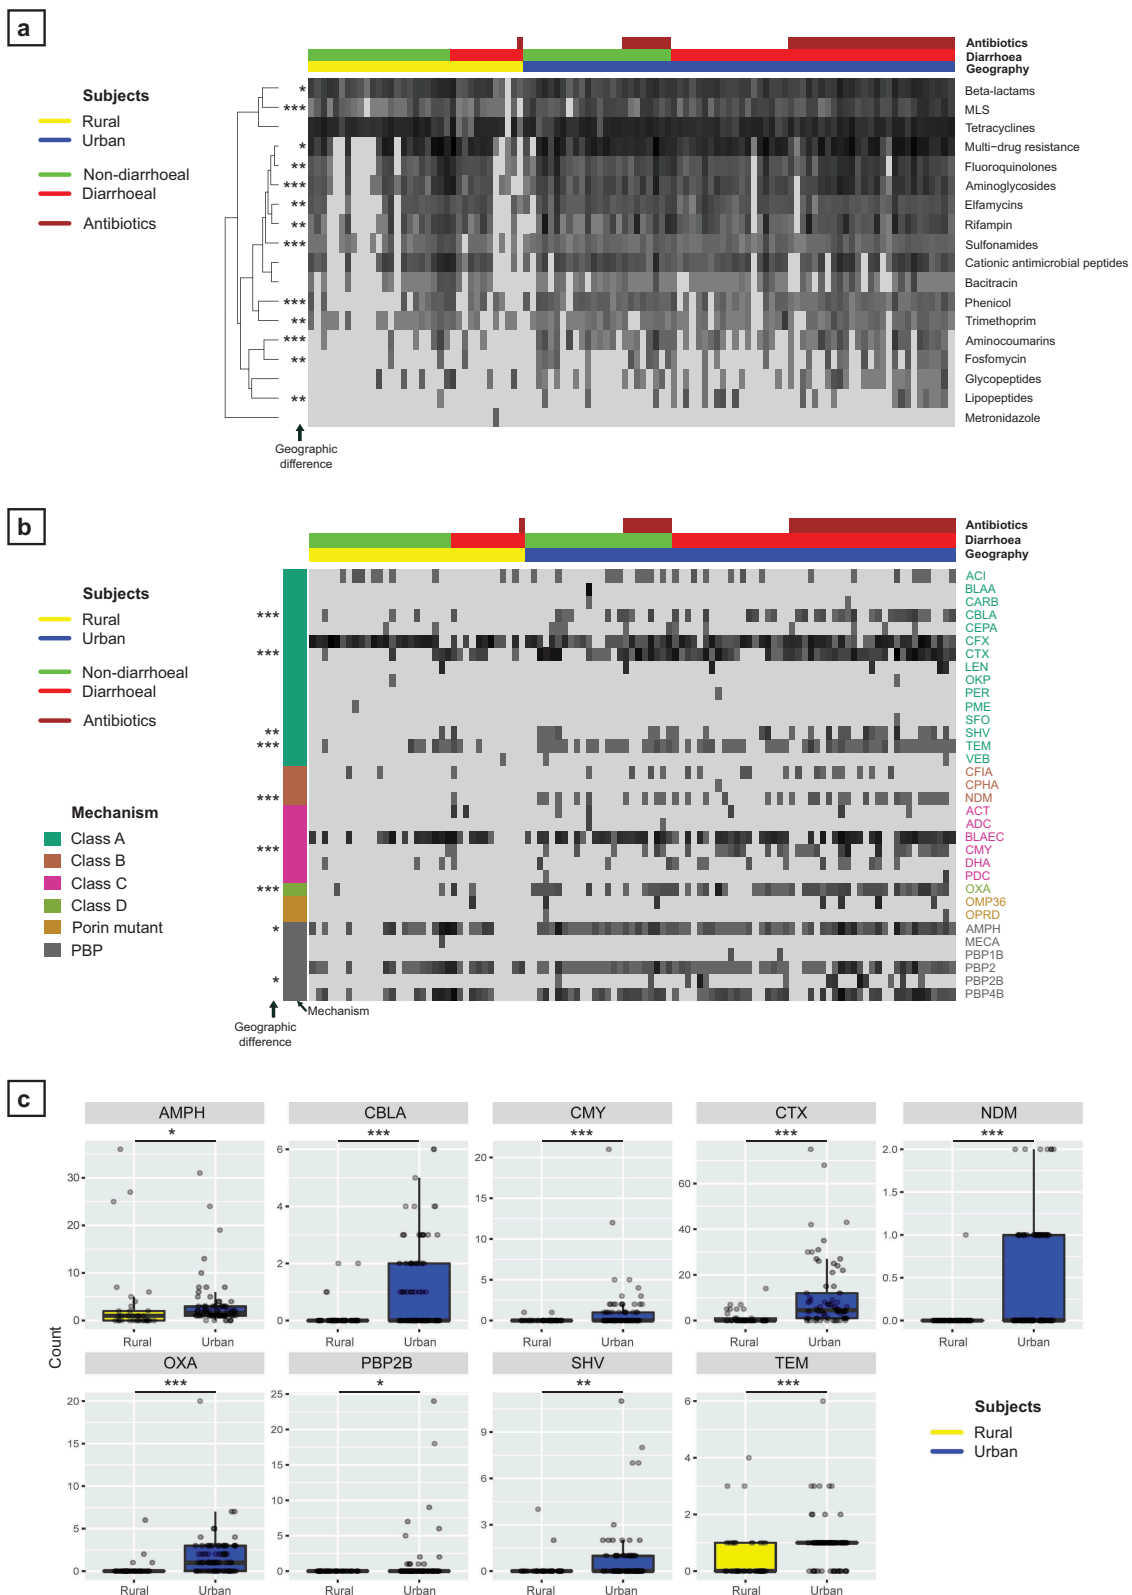 a
Antibiotics
Diarrhoea
Geography
Subjects
Rural
Urban
Non-diarrhoeal
Diarrhoeal
Antibiotics
* Beta-lactams
*** MLS
Tetracyclines
* Multi-drug resistance
** Fluoroquinolones
*** Aminoglycosides
** Elfamycins
** Rifampin
*** Sulfonamides
Cationic antimicrobial peptides
Bacitracin
*** Phenicol
** Trimethoprim
*** Aminocoumarins
** Fosfomycin
Glycopeptides
** Lipopeptides
Metronidazole
Geographic
difference
b
Antibiotics
Diarrhoea
Geography
Subjects
Rural
Urban
Non-diarrhoeal
Diarrhoeal
Antibiotics
Mechanism
Class A
Class B
Class C
Class D
Porin mutant
PBP
ACI
BLAA
CARB
*** CBLA
CEPA
CFX
*** CTX
LEN
OKP
PER
PME
SFO
** SHV
*** TEM
VEB
CFIA
CPHA
*** NDM
ACT
ADC
BLAEC
*** CMY
DHA
PDC
*** OXA
OMP36
OPRD
* AMPH
MECA
PBP1B
PBP2
* PBP2B
PBP4B
Mechanism
Geographic
difference
c
AMPH CBLA CMY CTX NDM
* *** *** *** ***
30
20
10
0
6
4
2
0
20
15
10
5
0
60
40
20
0
2.0
1.5
1.0
0.5
0.0
Rural Urban Rural Urban Rural Urban Rural Urban Rural Urban
Count
OXA PBP2B SHV TEM
*** * ** ***
20
15
10
5
0
25
20
15
10
5
0
9
6
3
0
6
4
2
0
Rural Urban Rural Urban Rural Urban Rural Urban
Subjects
Rural
Urban